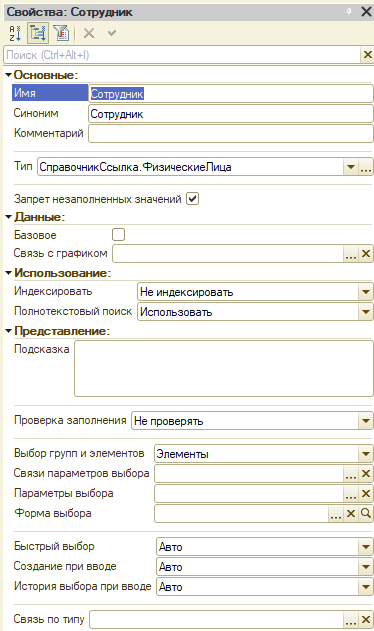 Свойства: Сотрудник
Поиск (Ctrl+Alt+I)
Основные:
Имя Сотрудник
Синоним Сотрудник
Комментарий
Тип СправочникСсылка.ФизическиеЛица
Запрет незаполненных значений
Данные:
Базовое
Связь с графиком
Использование:
Индексировать Не индексировать
Полнотекстовый поиск Использовать
Представление:
Подсказка
Проверка заполнения Не проверять
Выбор групп и элементов Элементы
Связи параметров выбора
Параметры выбора
Форма выбора
Быстрый выбор Авто
Создание при вводе Авто
История выбора при вводе Авто
Связь по типу